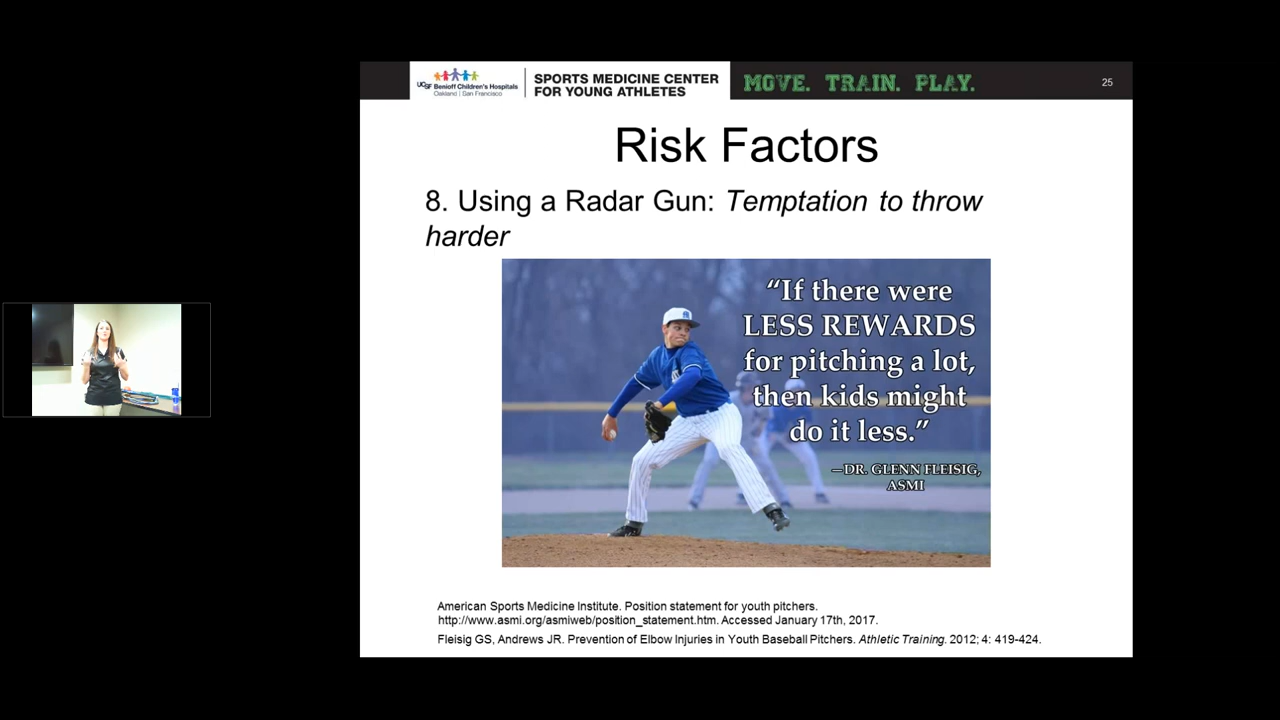 UCSF Benioff Children's Hospitals
Oakland | San Francisco
SPORTS MEDICINE CENTER
FOR YOUNG ATHLETES
MOVE. TRAIN. PLAY.
25
Risk Factors
8. Using a Radar Gun: Temptation to throw
harder
“If there were
LESS REWARDS
for pitching a lot,
then kids might
do it less.”
—DR. GLENN FLEISIG,
ASMI
American Sports Medicine Institute. Position statement for youth pitchers.
http://www.asmi.org/asmiweb/position_statement.htm. Accessed January 17th, 2017.
Fleisig GS, Andrews JR. Prevention of Elbow Injuries in Youth Baseball Pitchers. Athletic Training. 2012; 4: 419-424.